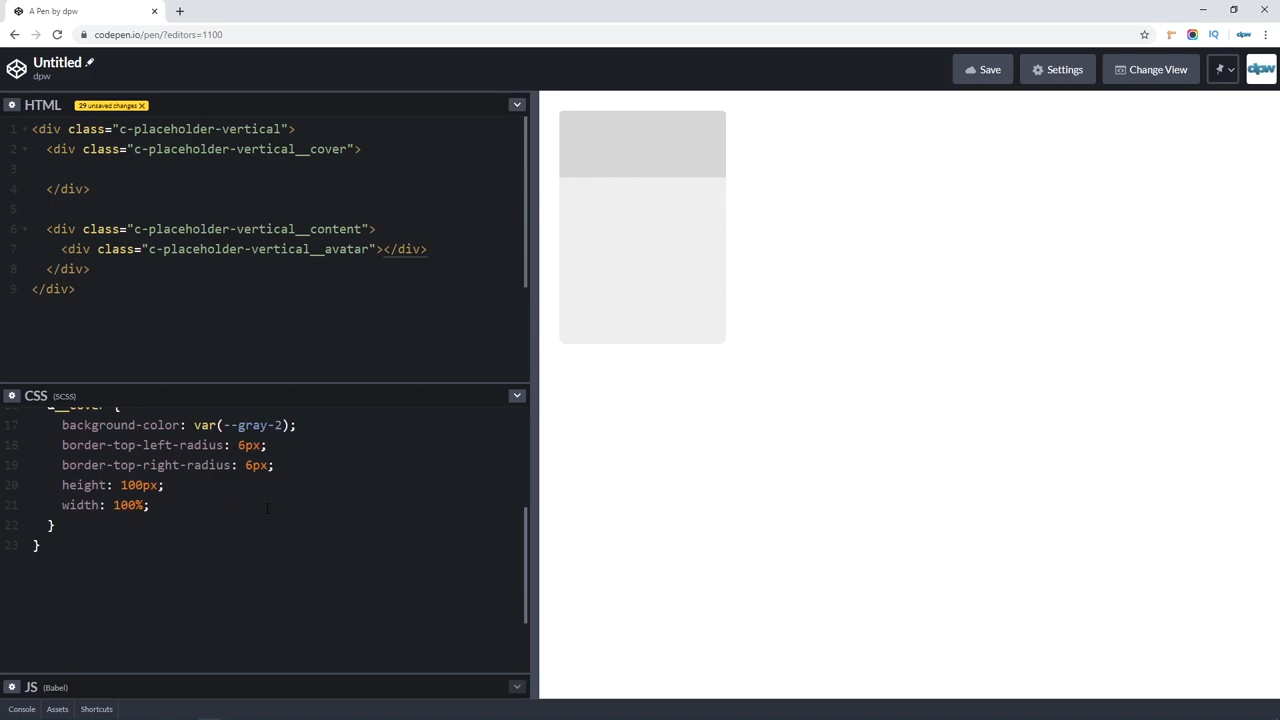 A Pen by dpw
codepen.io/pen/?editors=1100
IQ
dpw
Untitled
dpw
Save
Settings
Change View
dpw
HTML
29 unsaved changes X
1 <div class="c-placeholder-vertical">
2 <div class="c-placeholder-vertical__cover">
3
4 </div>
5
6 <div class="c-placeholder-vertical__content">
7 <div class="c-placeholder-vertical__avatar"></div>
8 </div>
9 </div>
CSS (SCSS)
17 background-color: var(--gray-2);
18 border-top-left-radius: 6px;
19 border-top-right-radius: 6px;
20 height: 100px;
21 width: 100%;
22 }
23 }
JS (Babel)
Console Assets Shortcuts